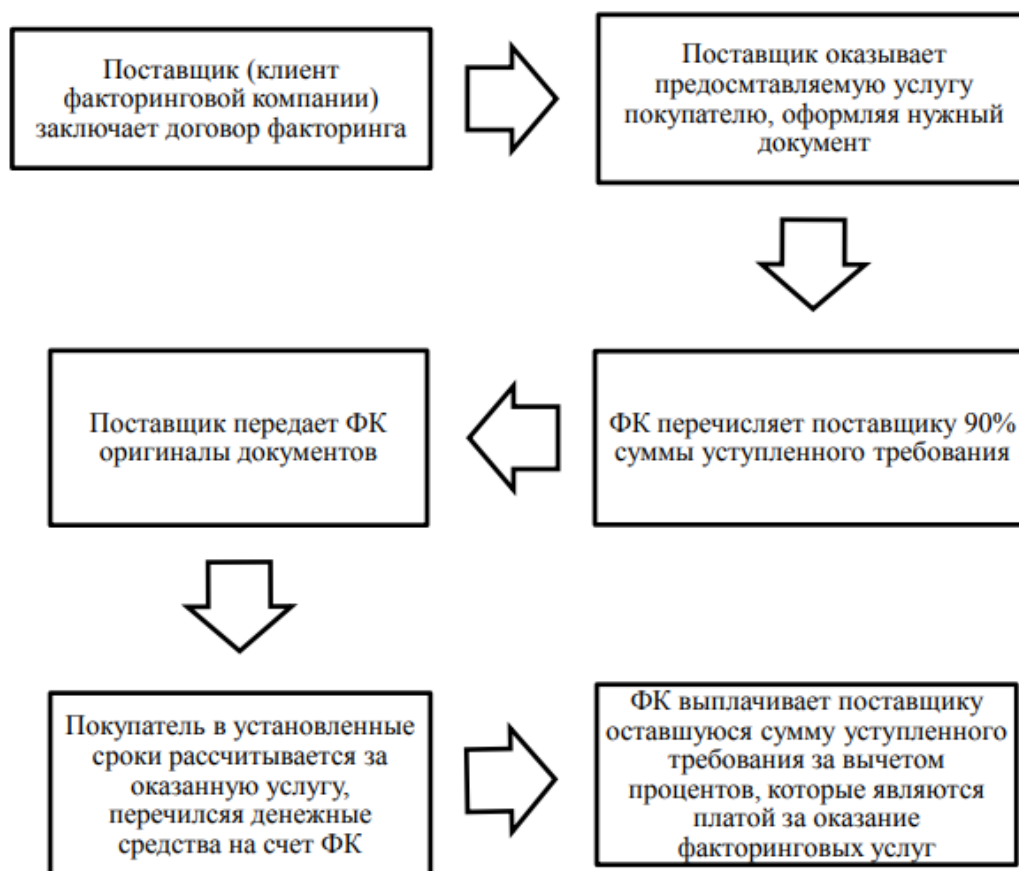 Поставщик (клиент
факторинговой компании)
заключает договор факторинга
Поставщик оказывает
предосмтавляемую услугу
покупателю, оформляя нужный
документ
ФК перечисляет поставщику 90%
суммы уступленного требования
Поставщик передает ФК
оригиналы документов
Покупатель в установленные
сроки рассчитывается за
оказанную услугу,
перечилсяя денежные
средства на счет ФК
ФК выплачивает поставщику
оставшуюся сумму уступленного
требования за вычетом
процентов, которые являются
платой за оказание
факторинговых услуг